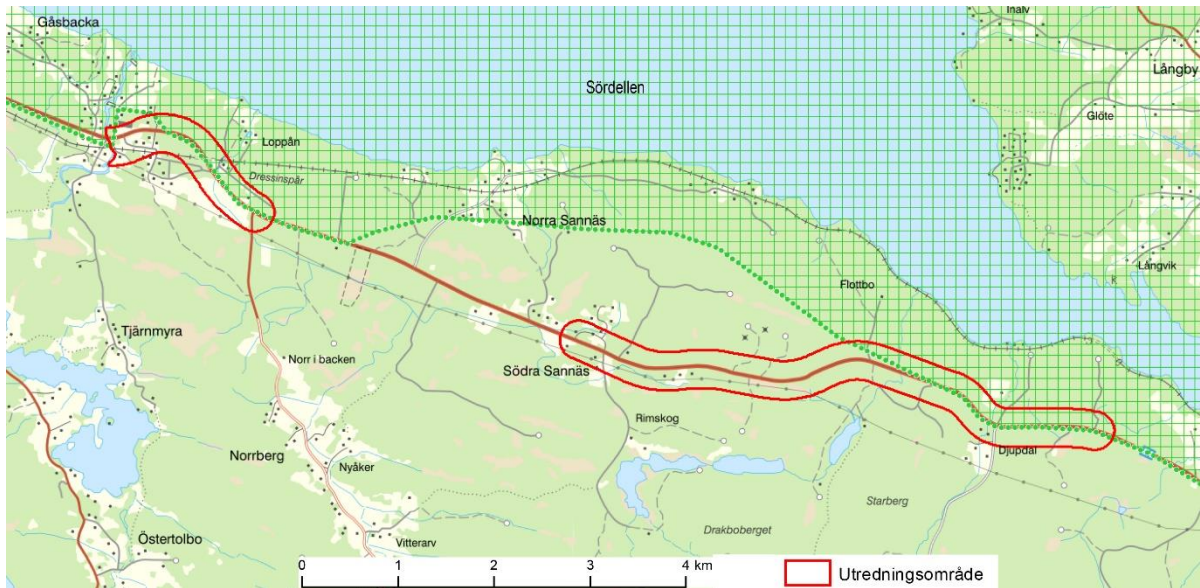 Gåsbacka
Inalv
Långby
Sördellen
Glöte
Loppån
Dressinspår
Norra Sannäs
Långvik
Flottbo
Tjärnmyra
Norr i backen
Södra Sannäs
Rimskog
Norrberg
Nyåker
Djupdal
Starberg
Drakboberget
Vitterarv
Östertolbo
0 1 2 3 4 km
Utredningsområde